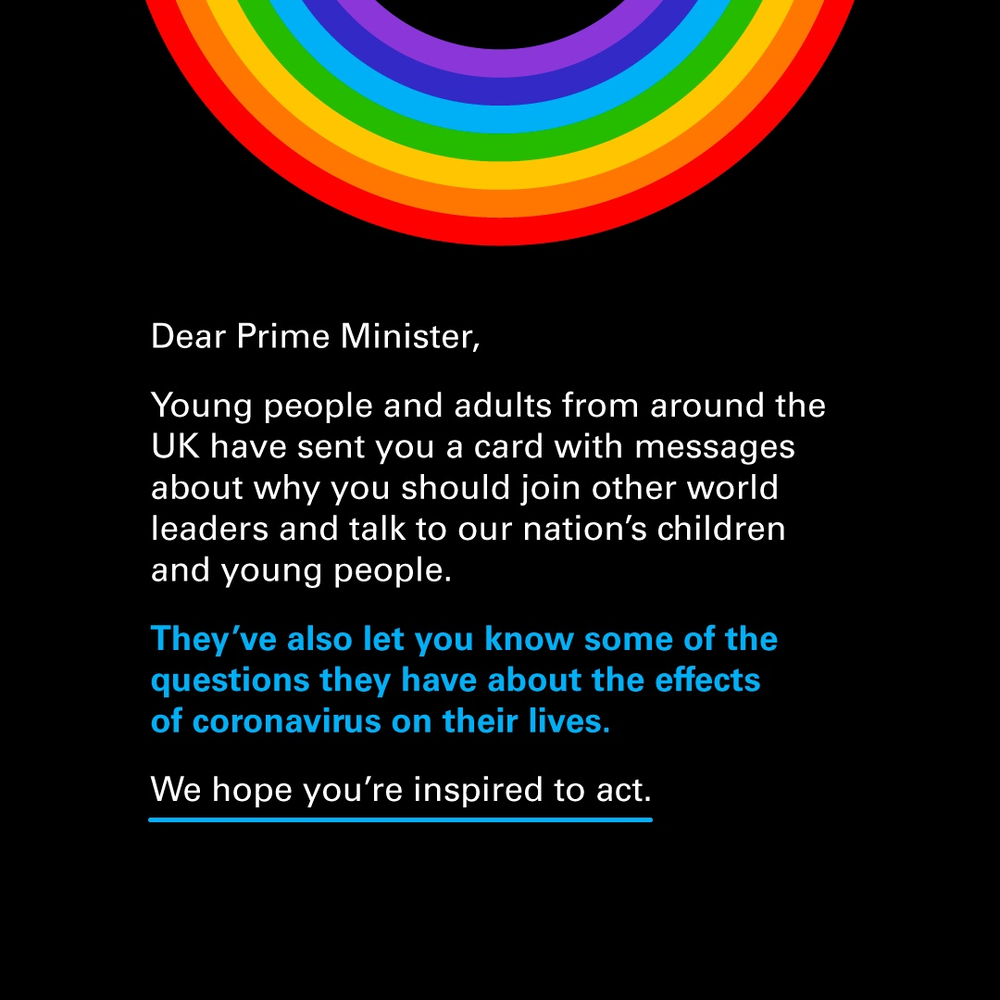 Dear Prime Minister,
Young people and adults from around the
UK have sent you a card with messages
about why you should join other world
leaders and talk to our nation’s children
and young people.
They’ve also let you know some of the
questions they have about the effects
of coronavirus on their lives.
We hope you’re inspired to act.